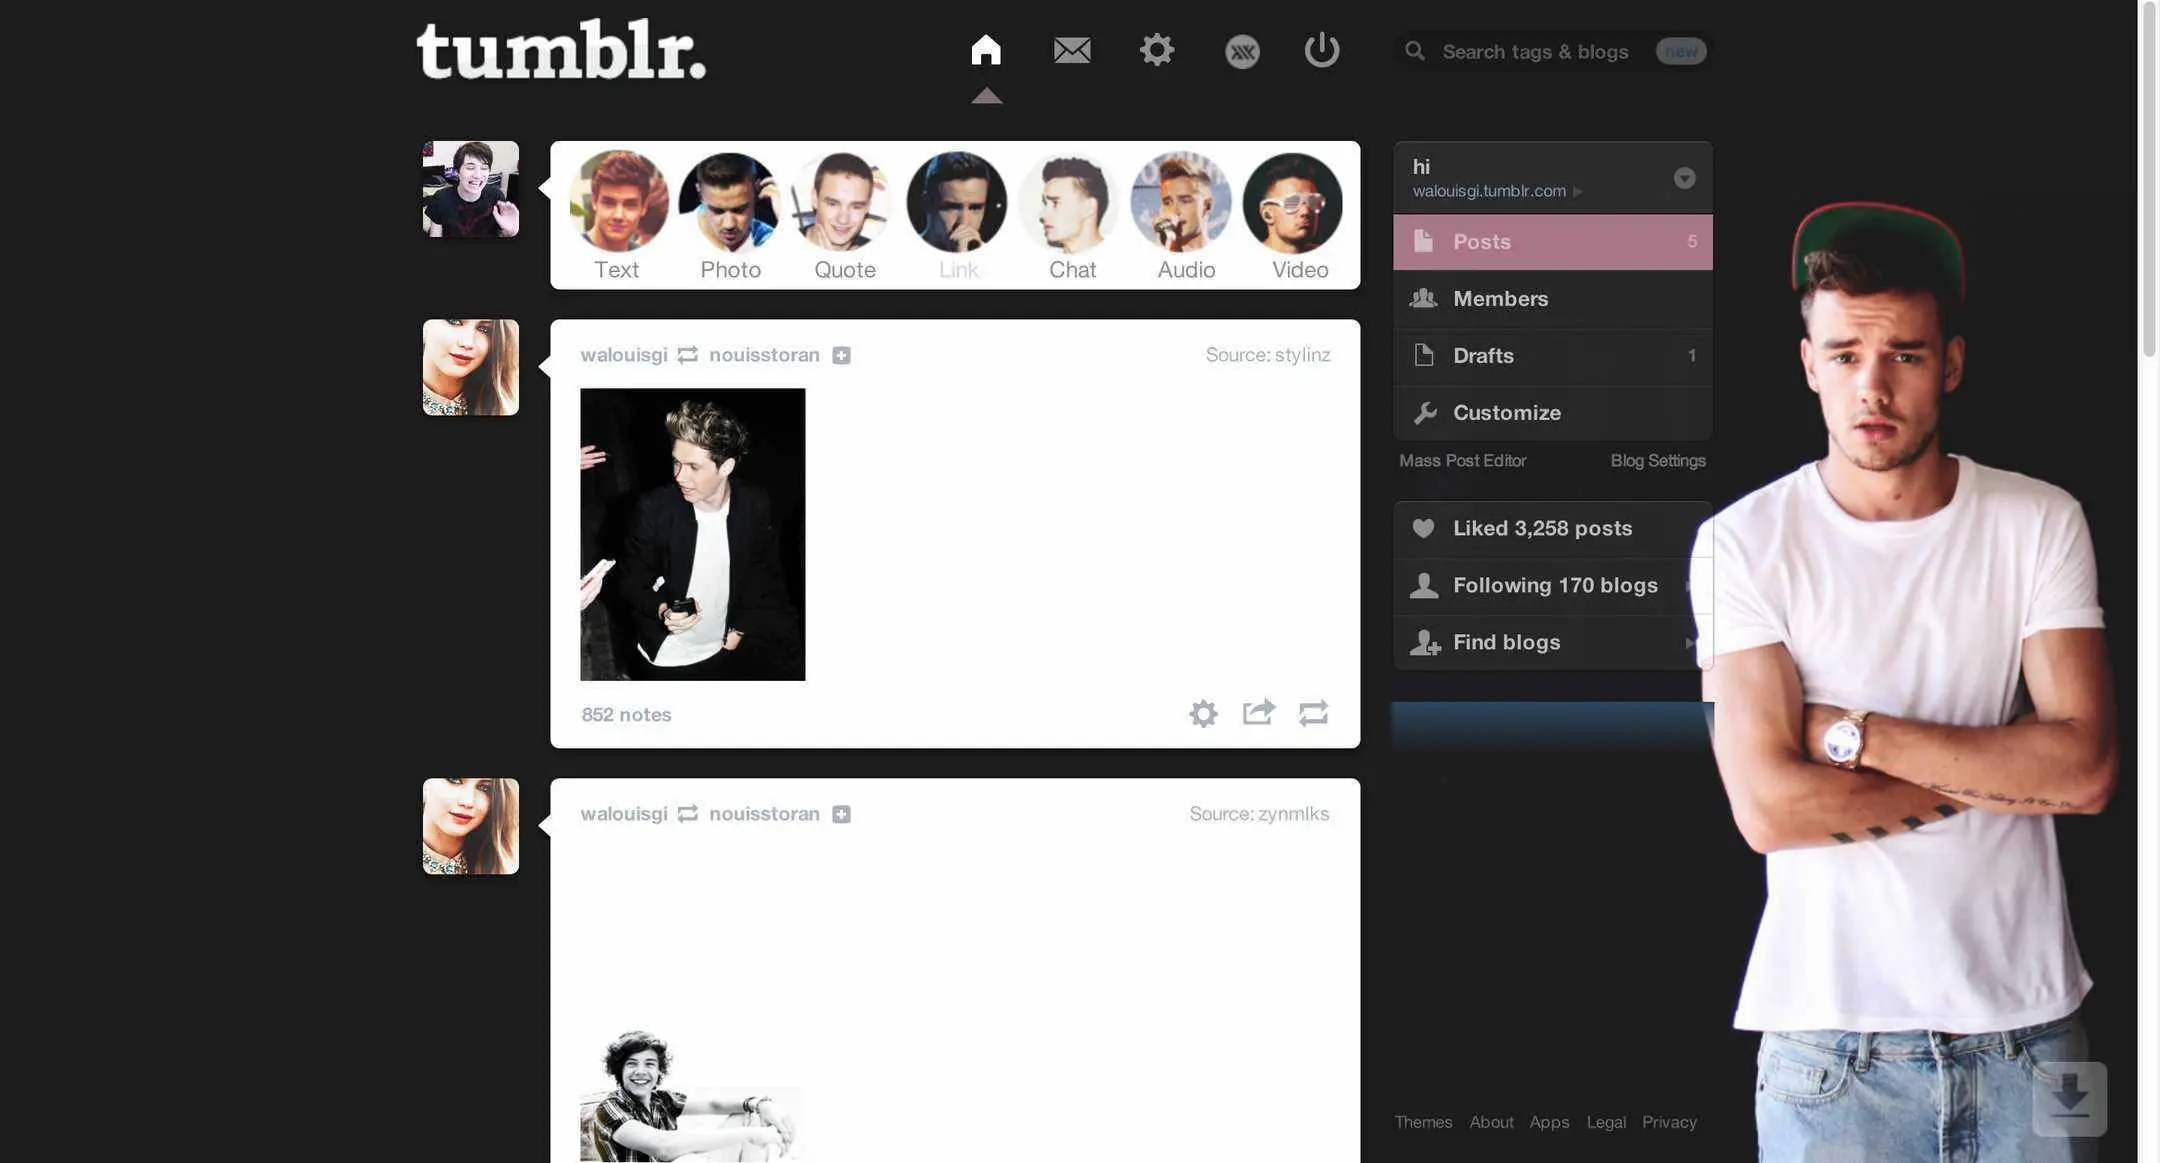 tumblr.
Search tags & blogs new
Text Photo Quote Link Chat Audio Video
hi
walouisgi.tumblr.com
Posts 5
Members
Drafts 1
Customize
Mass Post Editor Blog Settings
Liked 3,258 posts
Following 170 blogs
Find blogs
walouisgi nouisstoran Source: stylinz
852 notes
walouisgi nouisstoran Source: zynmlks
Themes About Apps Legal Privacy